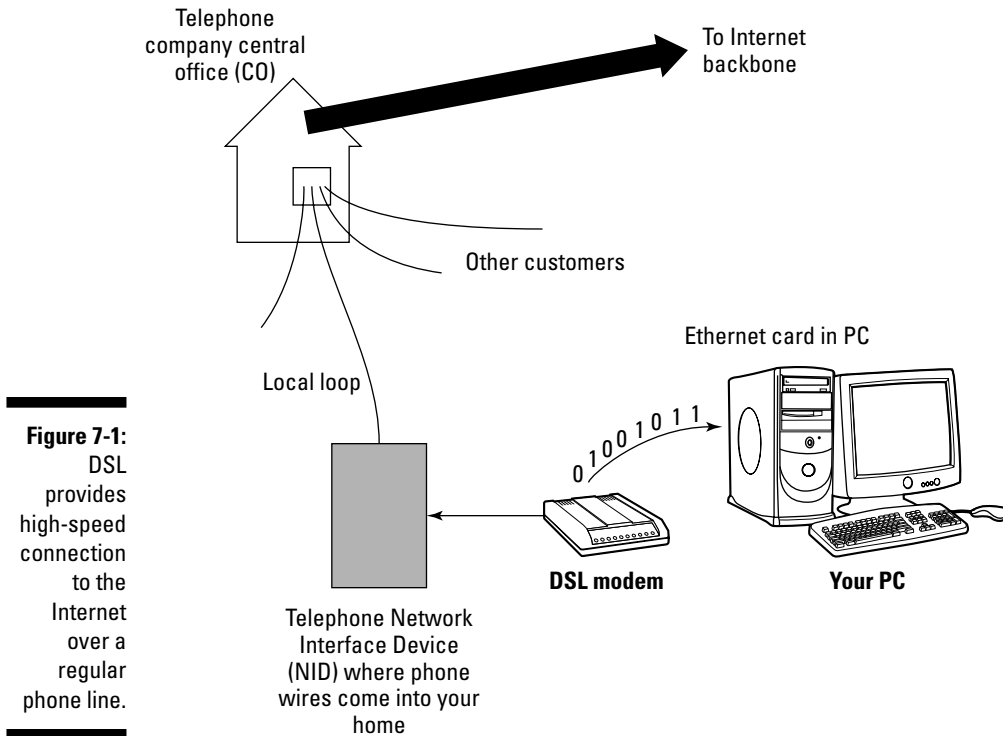 Telephone
company central
office (CO)
To Internet
backbone
Other customers
Local loop
Ethernet card in PC
01001011
DSL modem
Your PC
Telephone Network
Interface Device
(NID) where phone
wires come into your
home
Figure 7-1:
DSL
provides
high-speed
connection
to the
Internet
over a
regular
phone line.